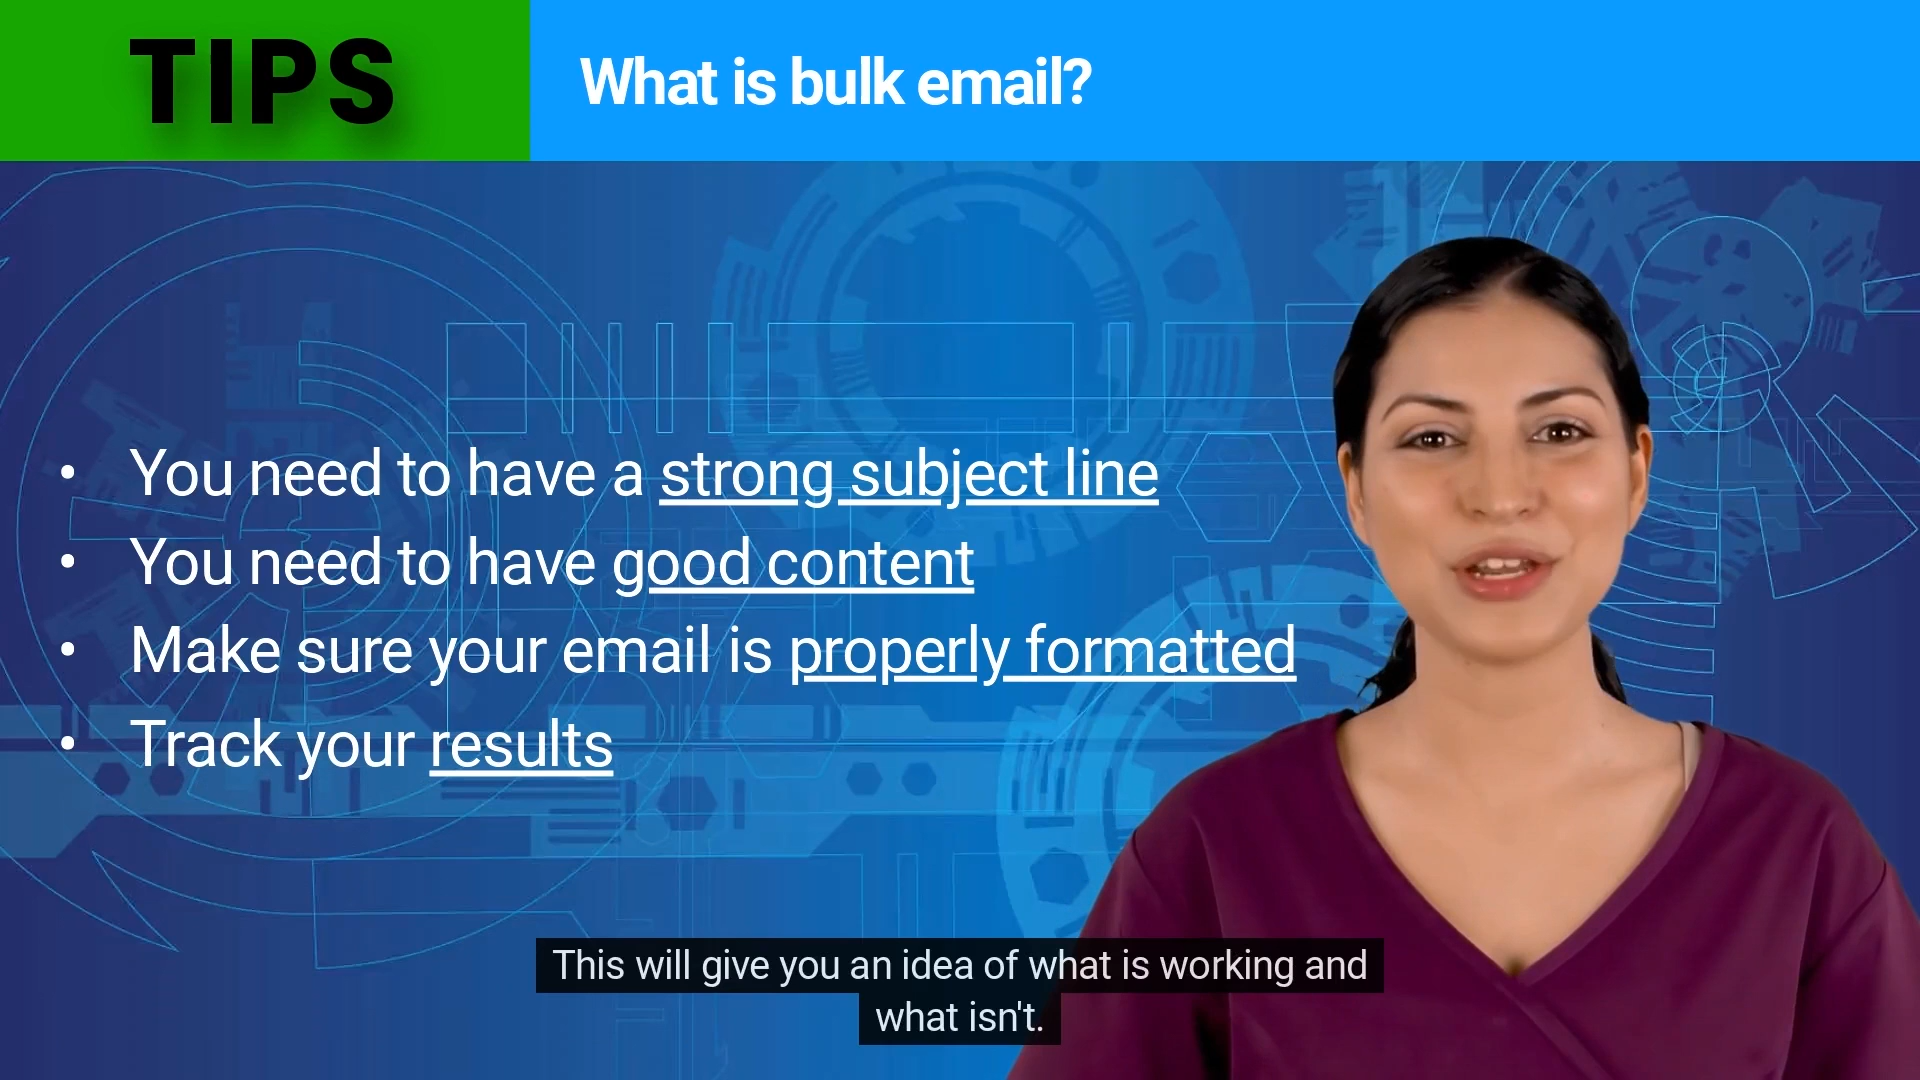 TIPS
What is bulk email?
• You need to have a strong subject line
• You need to have good content
• Make sure your email is properly formatted
• Track your results
This will give you an idea of what is working and
what isn't.